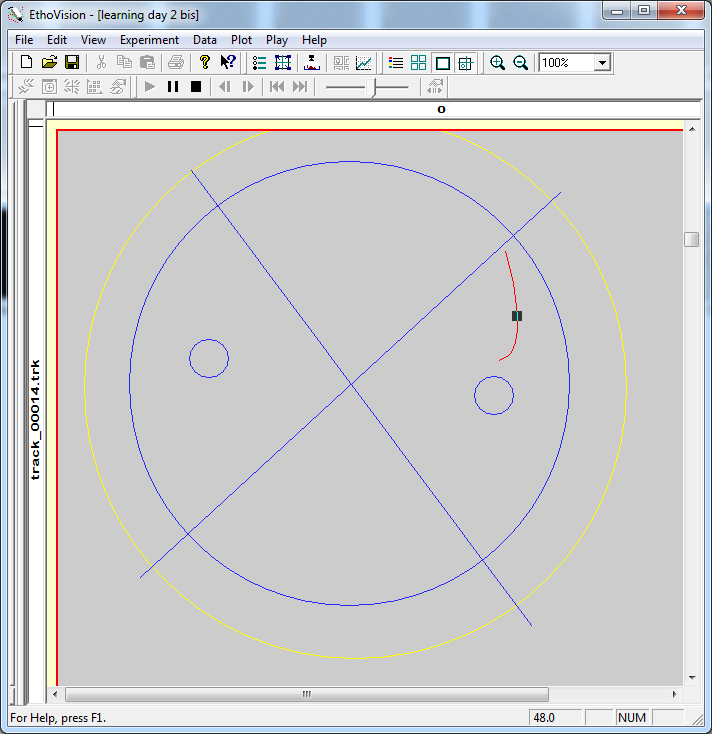 EthoVision - [learning day 2 bis]
File Edit View Experiment Data Plot Play Help
100%
o
track_00014.trk
For Help, press F1.
48.0
NUM